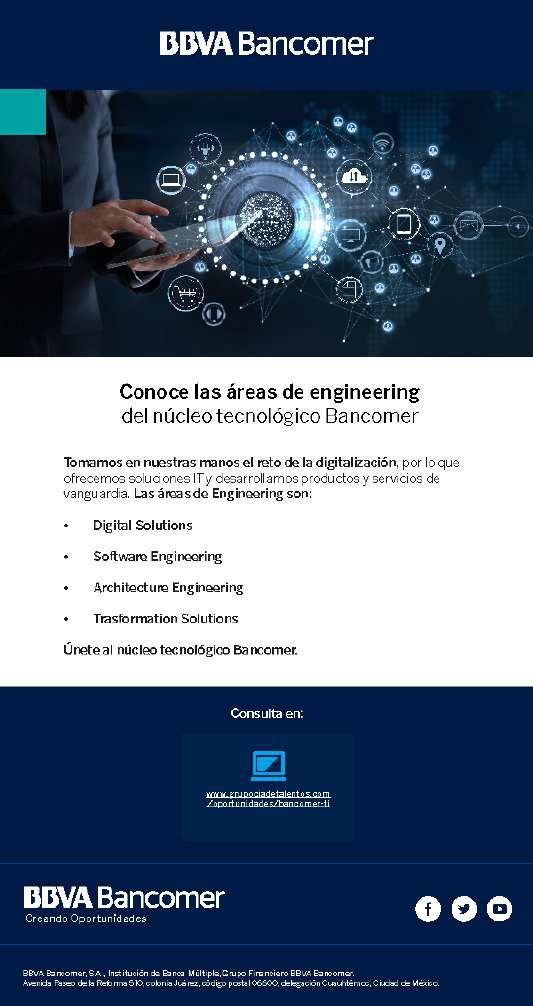 BBVA Bancomer
Conoce las áreas de engineering
del núcleo tecnológico Bancomer
Tomamos en nuestras manos el reto de la digitalización, por lo que
ofrecemos soluciones IT y desarrollamos productos y servicios de
vanguardia. Las áreas de Engineering son:
• Digital Solutions
• Software Engineering
• Architecture Engineering
• Trasformation Solutions
Únete al núcleo tecnológico Bancomer.
Consulta en:
www.grupociadetalentos.com
/oportunidades/bancomer-ti
BBVA Bancomer
Creando Oportunidades
BBVA Bancomer, S.A., Institución de Banca Múltiple, Grupo Financiero BBVA Bancomer.
Avenida Paseo de la Reforma 510, colonia Juárez, código postal 06600, delegación Cuauhtémoc, Ciudad de México.